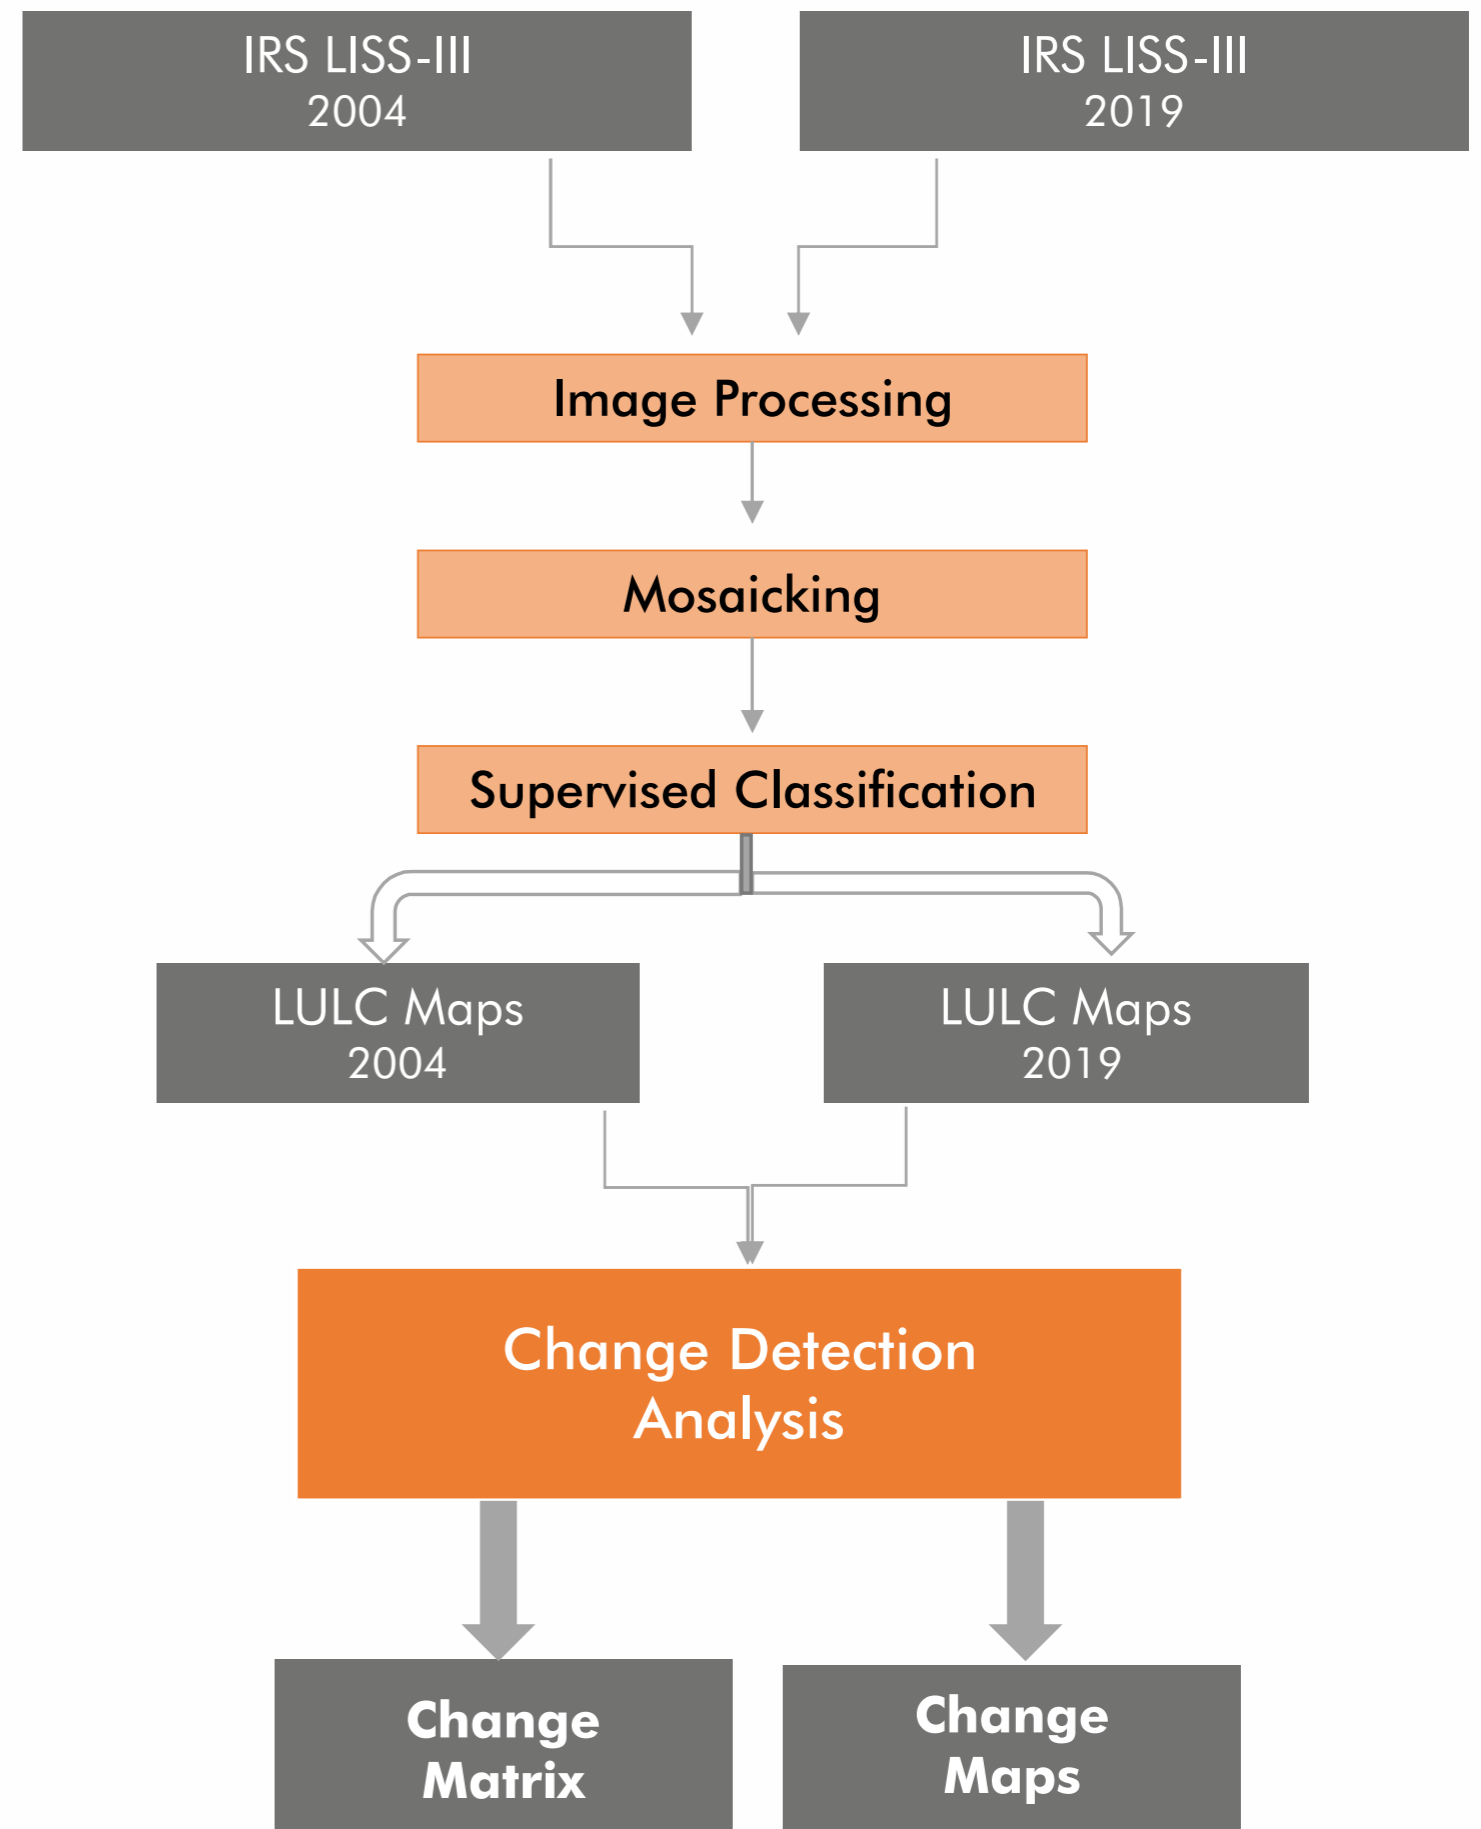 IRS LISS-III
2004
IRS LISS-III
2019
Image Processing
Mosaicking
Supervised Classification
LULC Maps
2004
LULC Maps
2019
Change Detection
Analysis
Change
Matrix
Change
Maps